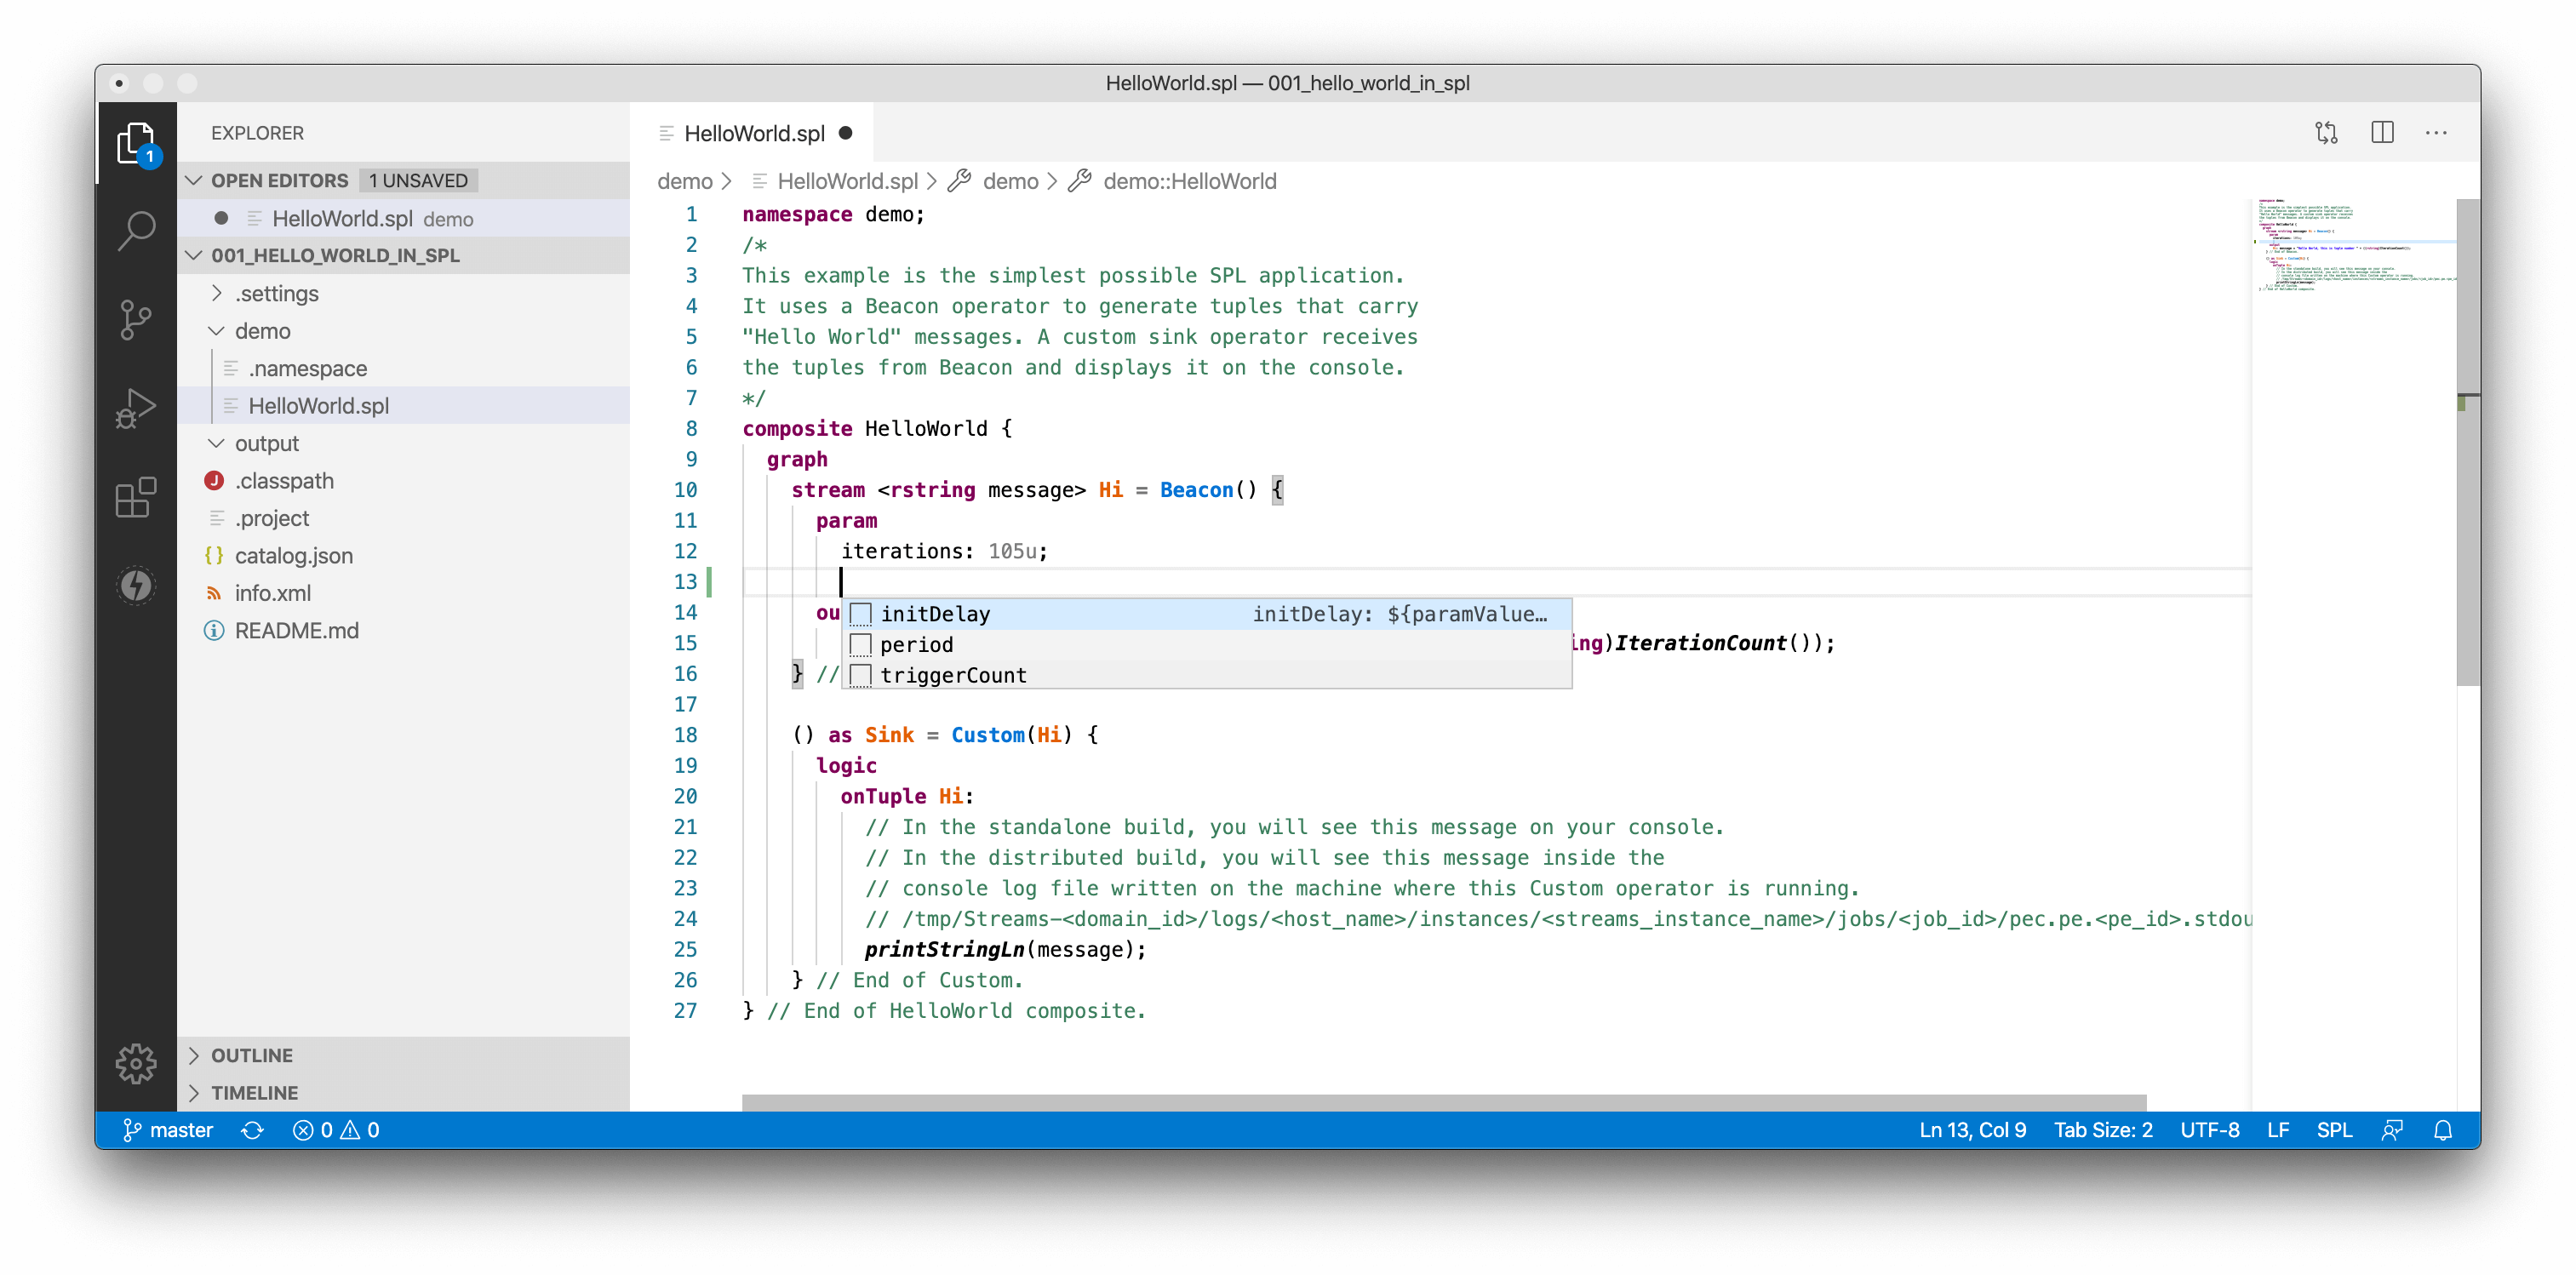 HelloWorld.spl — 001_hello_world_in_spl
EXPLORER
OPEN EDITORS 1 UNSAVED
HelloWorld.spl demo
001_HELLO_WORLD_IN_SPL
.settings
demo
.namespace
HelloWorld.spl
output
.classpath
.project
catalog.json
info.xml
README.md
OUTLINE
TIMELINE
1
HelloWorld.spl
demo > HelloWorld.spl > demo > demo::HelloWorld
1 namespace demo;
2 /*
3 This example is the simplest possible SPL application.
4 It uses a Beacon operator to generate tuples that carry
5 "Hello World" messages. A custom sink operator receives
6 the tuples from Beacon and displays it on the console.
7 */
8 composite HelloWorld {
9 graph
10 stream <rstring message> Hi = Beacon() {
11 param
12 iterations: 105u;
13
14 ou
initDelay initDelay: ${paramValue…
15 ing)IterationCount());
period
16 } //
triggerCount
17
18 () as Sink = Custom(Hi) {
19 logic
20 onTuple Hi:
21 // In the standalone build, you will see this message on your console.
22 // In the distributed build, you will see this message inside the
23 // console log file written on the machine where this Custom operator is running.
24 // /tmp/Streams-<domain_id>/logs/<host_name>/instances/<streams_instance_name>/jobs/<job_id>/pec.pe.<pe_id>.stdou
25 printStringLn(message);
26 } // End of Custom.
27 } // End of HelloWorld composite.
master 0 0 Ln 13, Col 9 Tab Size: 2 UTF-8 LF SPL